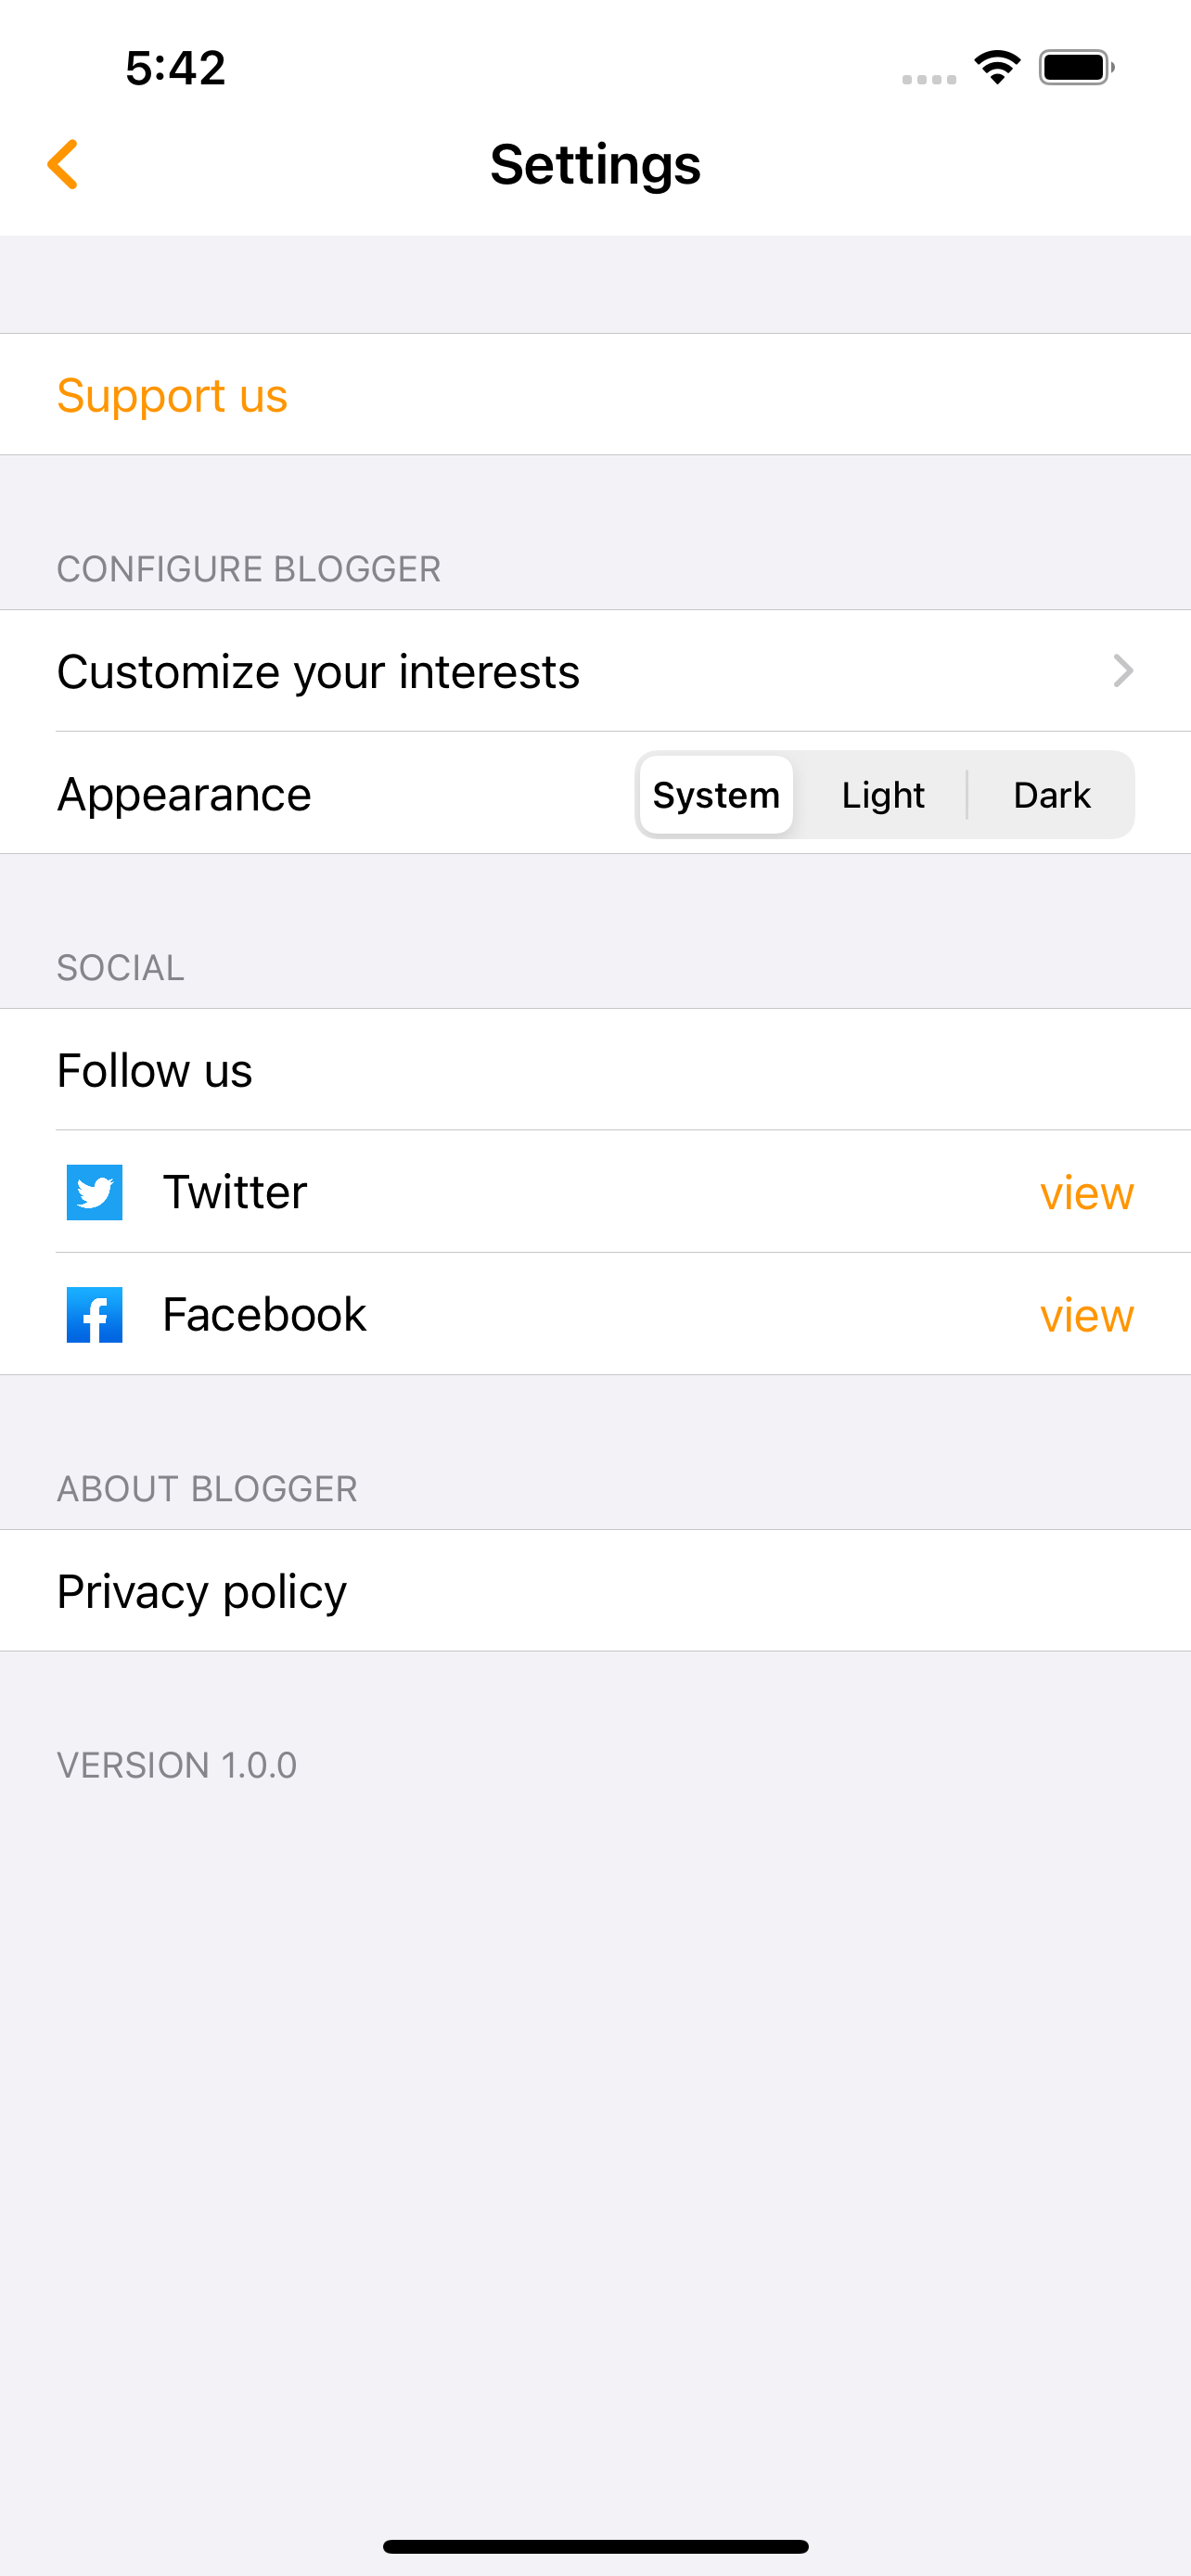 5:42
Settings
Support us
CONFIGURE BLOGGER
Customize your interests
Appearance System Light Dark
SOCIAL
Follow us
Twitter view
Facebook view
ABOUT BLOGGER
Privacy policy
VERSION 1.0.0